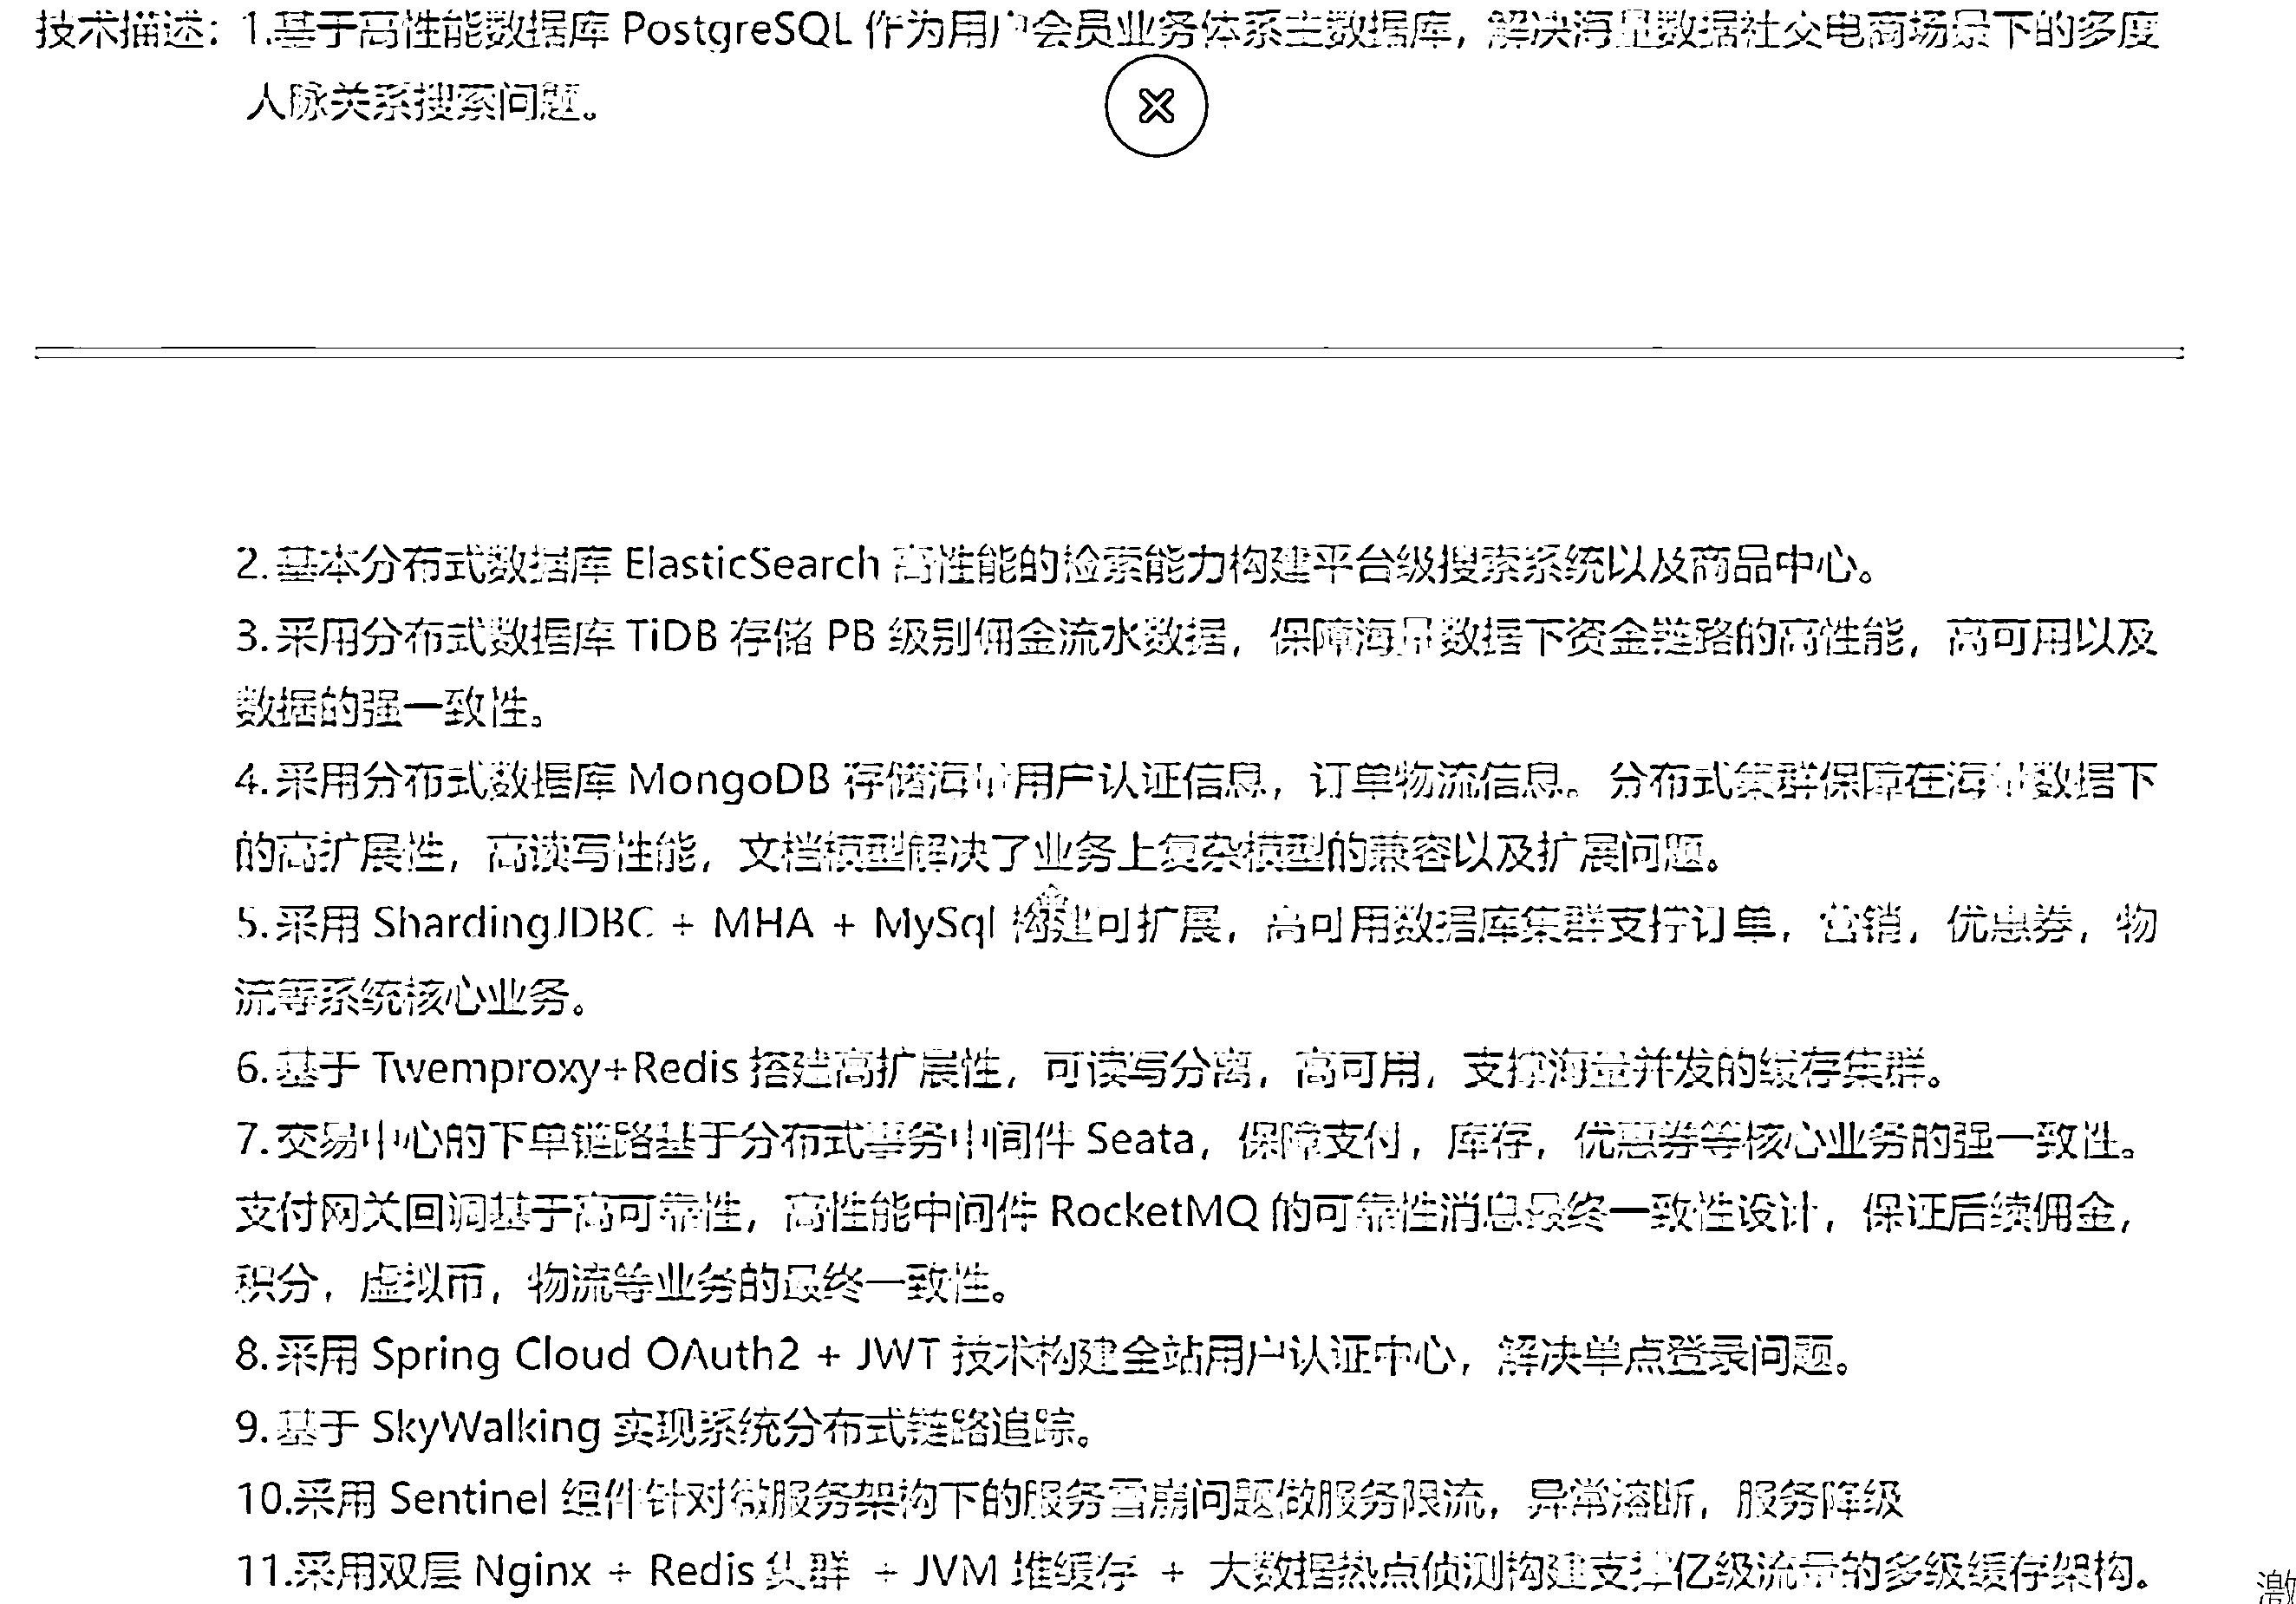 技术描述：1.基于高性能数据库 PostgreSQL 作为用户会员业务体系主数据库，解决海量数据社交电商场景下的多度
人脉关系搜索问题。
2.基本分布式数据库 ElasticSearch 高性能的检索能力构建平台级搜索系统以及商品中心。
3.采用分布式数据库 TiDB 存储 PB 级别佣金流水数据，保障海量数据下资金链路的高性能，高可用以及
数据的强一致性。
4.采用分布式数据库 MongoDB 存储海量用户认证信息，订单物流信息。分布式集群保障在海量数据下
的高扩展性，高读写性能，文档模型解决了业务上复杂模型的兼容以及扩展问题。
5.采用 ShardingJDBC + MHA + MySql 构建可扩展，高可用数据库集群支撑订单，营销，优惠券，物
流等系统核心业务。
6.基于 Twemproxy+Redis 搭建高扩展性，可读写分离，高可用，支撑海量并发的缓存集群。
7.交易中心的下单链路基于分布式事务中间件 Seata，保障支付，库存，优惠券等核心业务的强一致性。
支付网关回调基于高可靠性，高性能中间件 RocketMQ 的可靠性消息最终一致性设计，保证后续佣金，
积分，虚拟币，物流等业务的最终一致性。
8.采用 Spring Cloud OAuth2 + JWT 技术构建全站用户认证中心，解决单点登录问题。
9.基于 SkyWalking 实现系统分布式链路追踪。
10.采用 Sentinel 组件针对微服务架构下的服务雪崩问题做服务限流，异常溶断，服务降级
11.采用双层 Nginx + Redis 集群 + JVM 堆缓存 + 大数据热点侦测构建支撑亿级流量的多级缓存架构。
激